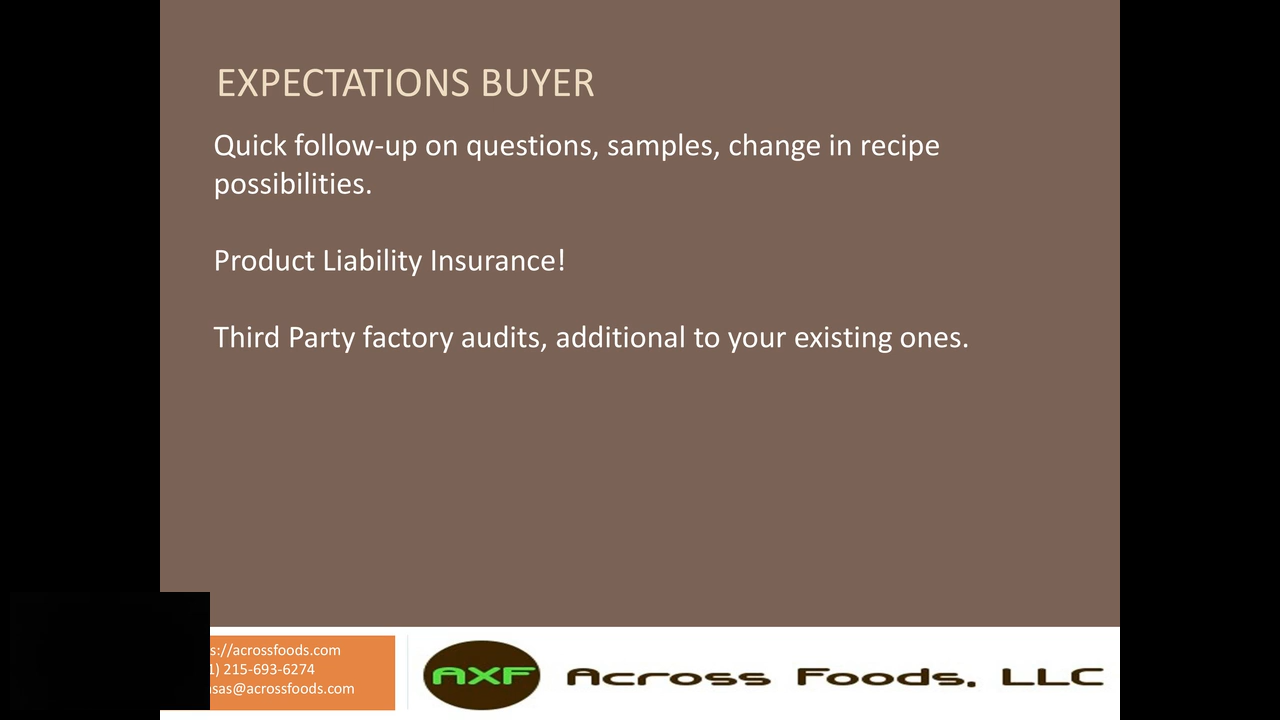 EXPECTATIONS BUYER
Quick follow-up on questions, samples, change in recipe
possibilities.
Product Liability Insurance!
Third Party factory audits, additional to your existing ones.
s://acrossfoods.com
1) 215-693-6274
sas@acrossfoods.com
AXF
Across Foods, LLC